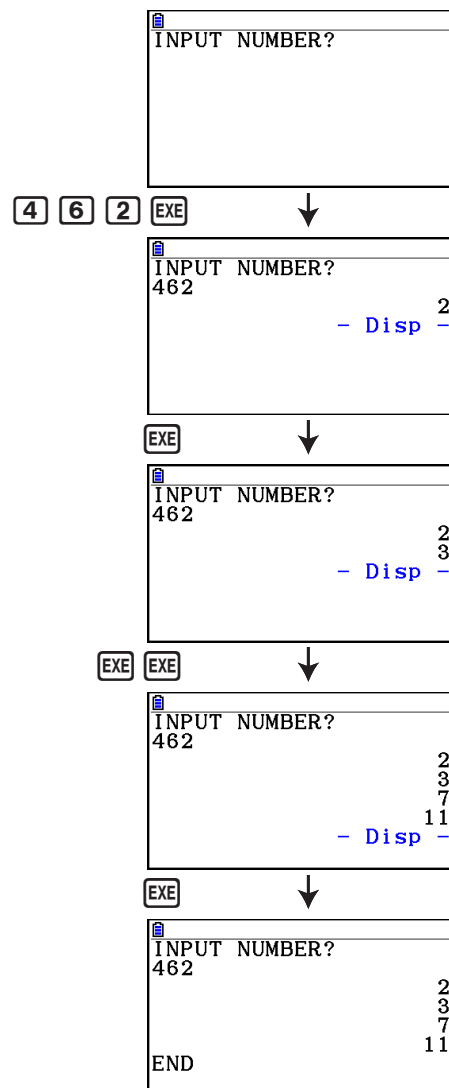 INPUT NUMBER?
4 6 2 EXE
INPUT NUMBER?
462
2
- Disp -
EXE
INPUT NUMBER?
462
2
3
- Disp -
EXE EXE
INPUT NUMBER?
462
2
3
7
11
- Disp -
EXE
INPUT NUMBER?
462
2
3
7
11
END